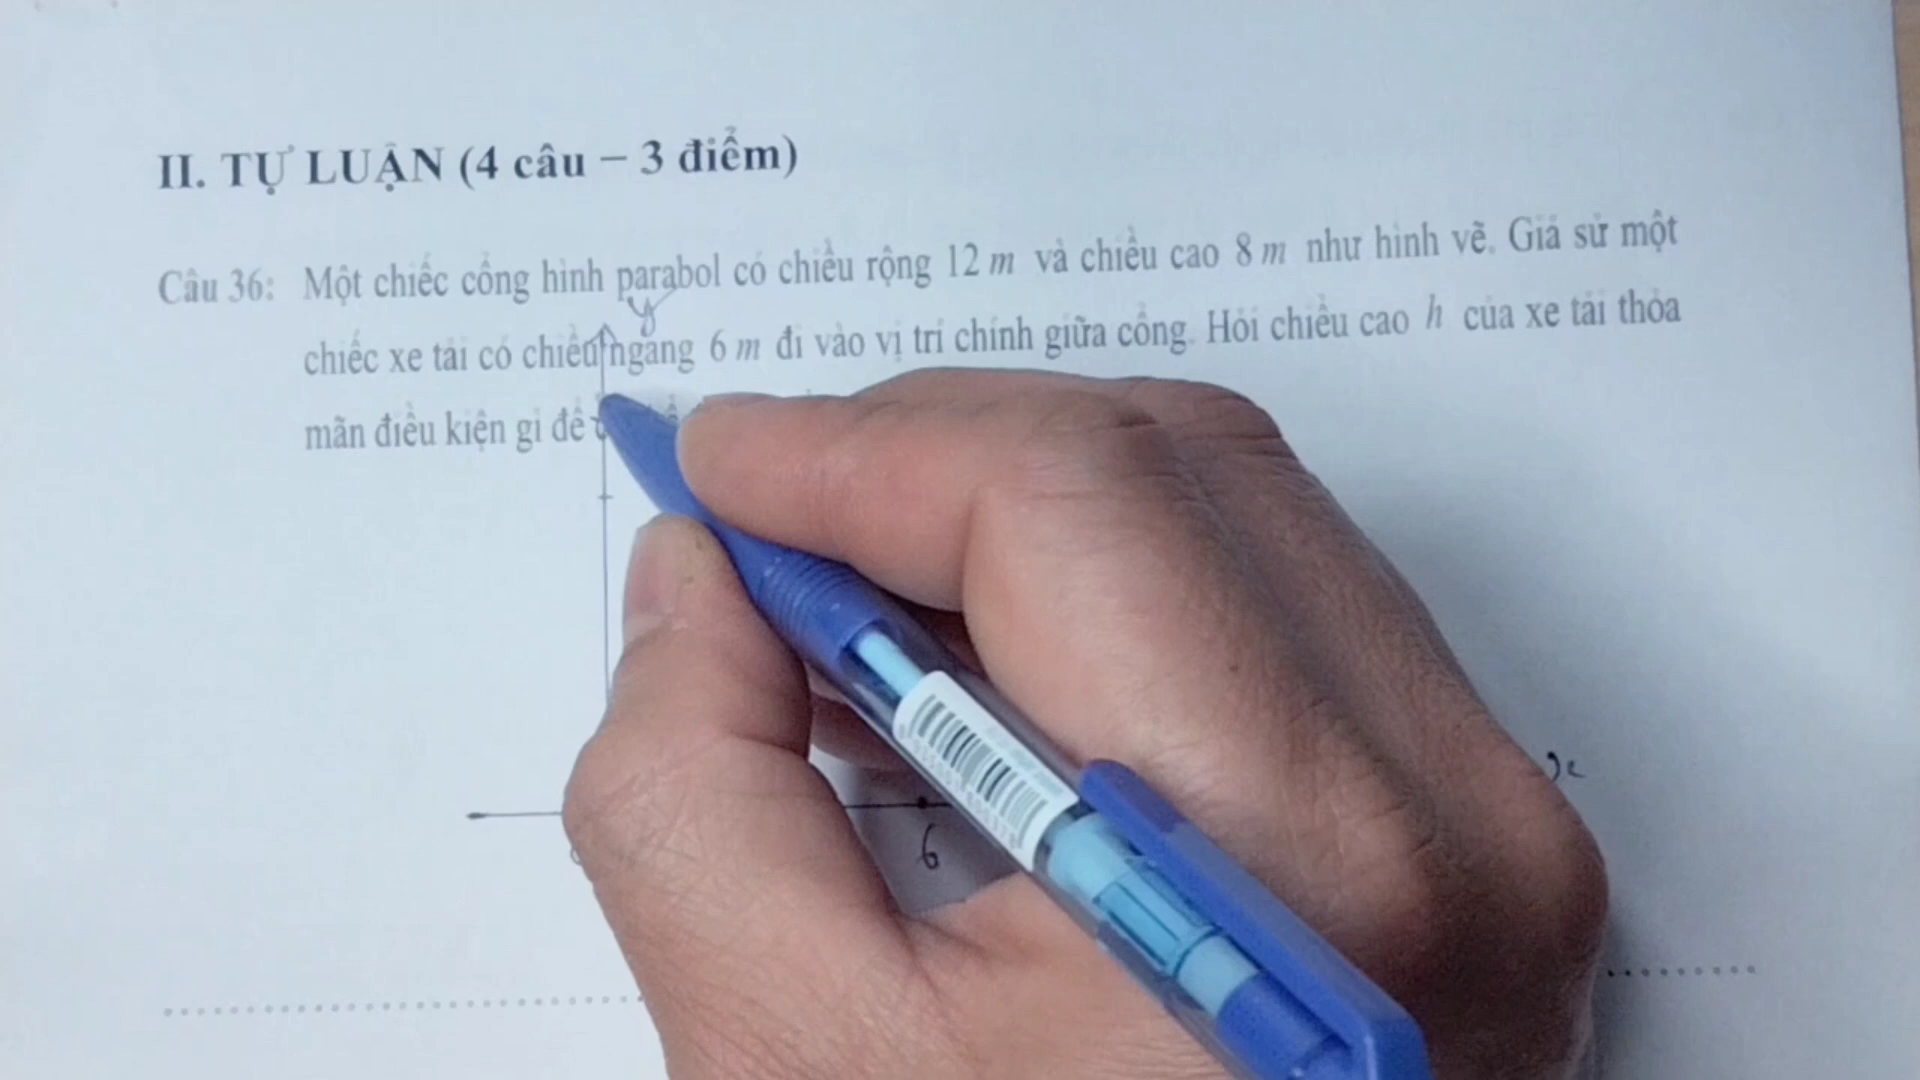 II. TỰ LUẬN (4 câu – 3 điểm)
Câu 36: Một chiếc cổng hình parabol có chiều rộng 12 m và chiều cao 8 m như hình vẽ. Giả sử một
y
chiếc xe tải có chiều ngang 6 m đi vào vị trí chính giữa cổng. Hỏi chiều cao h của xe tải thỏa
mãn điều kiện gì để
x
6